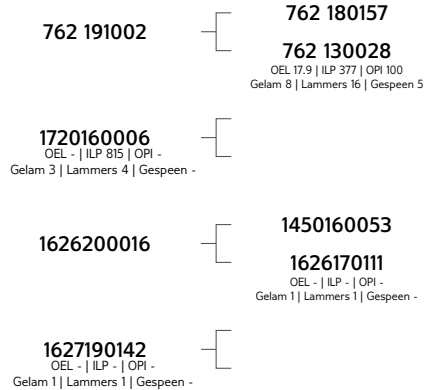 762 180157
762 191002
762 130028
OEL 17.9 | ILP 377 | OPI 100
Gelam 8 | Lammers 16 | Gespeen 5
1720160006
OEL - | ILP 815 | OPI -
Gelam 3 | Lammers 4 | Gespeen -
1450160053
1626200016
1626170111
OEL - | ILP - | OPI -
Gelam 1 | Lammers 1 | Gespeen -
1627190142
OEL - | ILP - | OPI -
Gelam 1 | Lammers 1 | Gespeen -